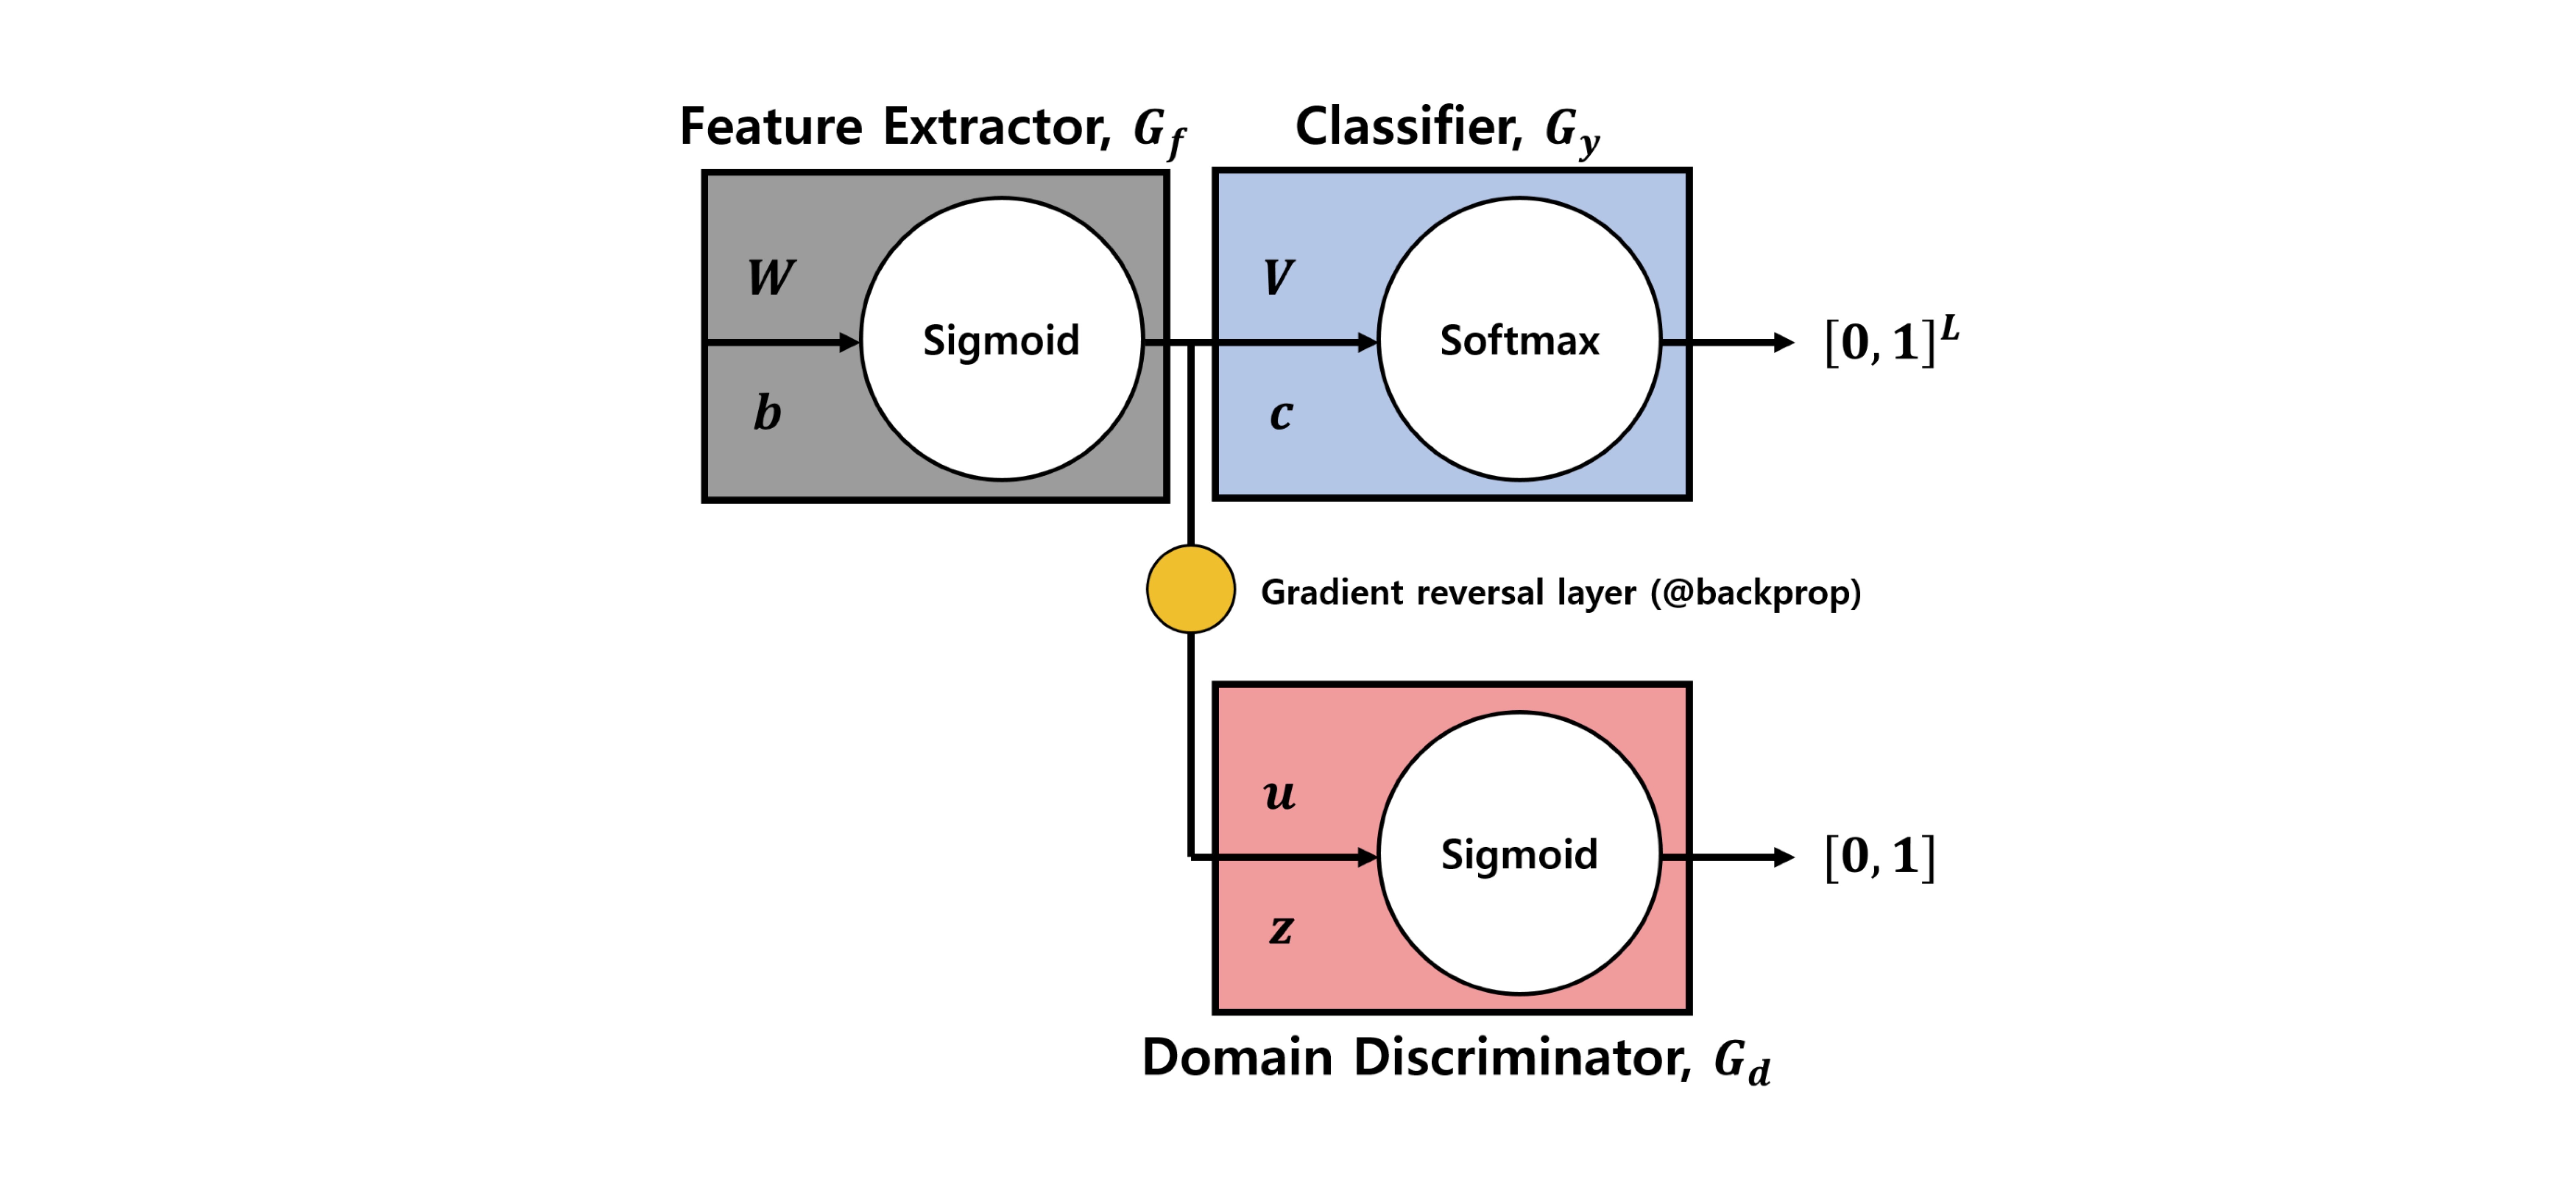 Feature Extractor, G_f
Classifier, G_y
W
b
Sigmoid
V
c
Softmax
[0, 1]^L
Gradient reversal layer (@backprop)
u
z
Sigmoid
[0, 1]
Domain Discriminator, G_d